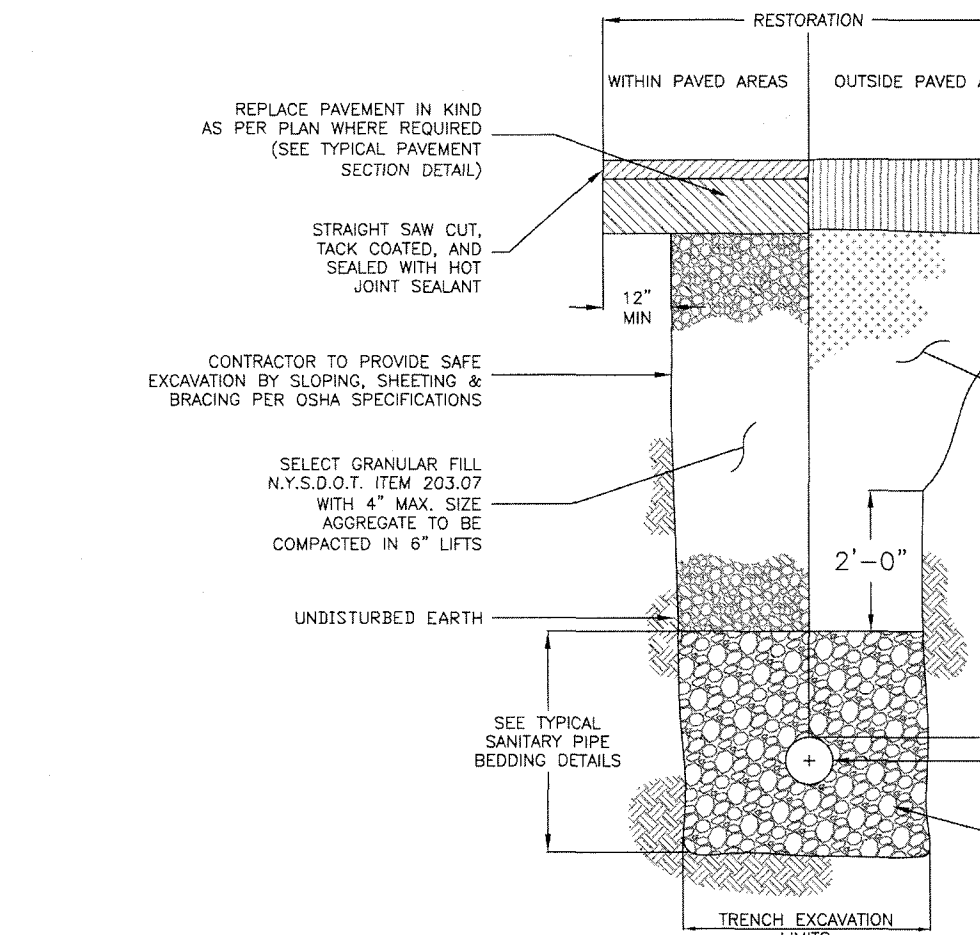 RESTORATION
WITHIN PAVED AREAS
OUTSIDE PAVED
REPLACE PAVEMENT IN KIND
AS PER PLAN WHERE REQUIRED
(SEE TYPICAL PAVEMENT
SECTION DETAIL)
STRAIGHT SAW CUT,
TACK COATED, AND
SEALED WITH HOT
JOINT SEALANT
12"
MIN
CONTRACTOR TO PROVIDE SAFE
EXCAVATION BY SLOPING, SHEETING &
BRACING PER OSHA SPECIFICATIONS
SELECT GRANULAR FILL
N.Y.S.D.O.T. ITEM 203.07
WITH 4" MAX. SIZE
AGGREGATE TO BE
COMPACTED IN 6" LIFTS
2'-0"
UNDISTURBED EARTH
SEE TYPICAL
SANITARY PIPE
BEDDING DETAILS
TRENCH EXCAVATION
LIMITS